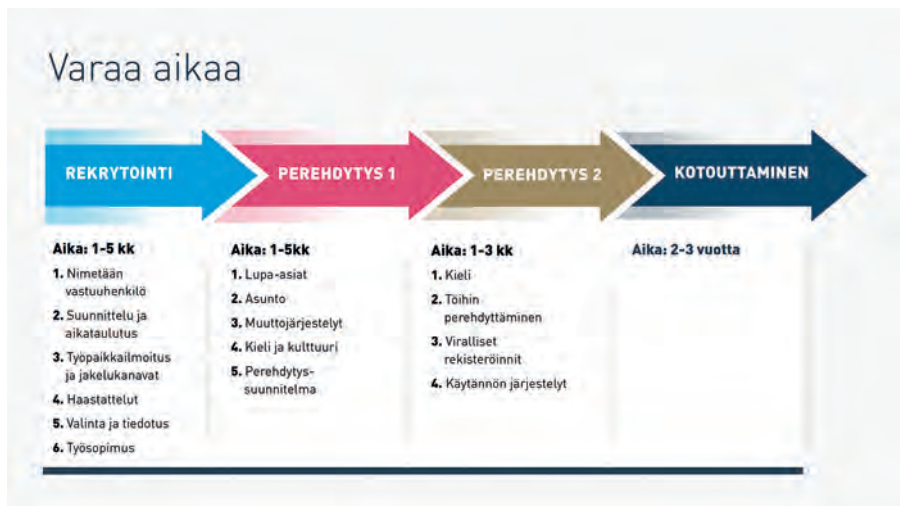 Varaa aikaa
REKRYTOINTI
PEREHDYTYS 1
PEREHDYTYS 2
KOTOUTTAMINEN
Aika: 1-5 kk
1. Nimetään
vastuuhenkilö
2. Suunnittelu ja
aikataulutus
3. Työpaikkailmoitus
ja jakelukanavat
4. Haastattelut
5. Valinta ja tiedotus
6. Työsopimus
Aika: 1-5kk
1. Lupa-asiat
2. Asunto
3. Muuttojärjestelyt
4. Kieli ja kulttuuri
5. Perehdytys-
suunnitelma
Aika: 1-3 kk
1. Kieli
2. Töihin
perehdyttäminen
3. Viralliset
rekisteröinnit
4. Käytännön järjestelyt
Aika: 2-3 vuotta